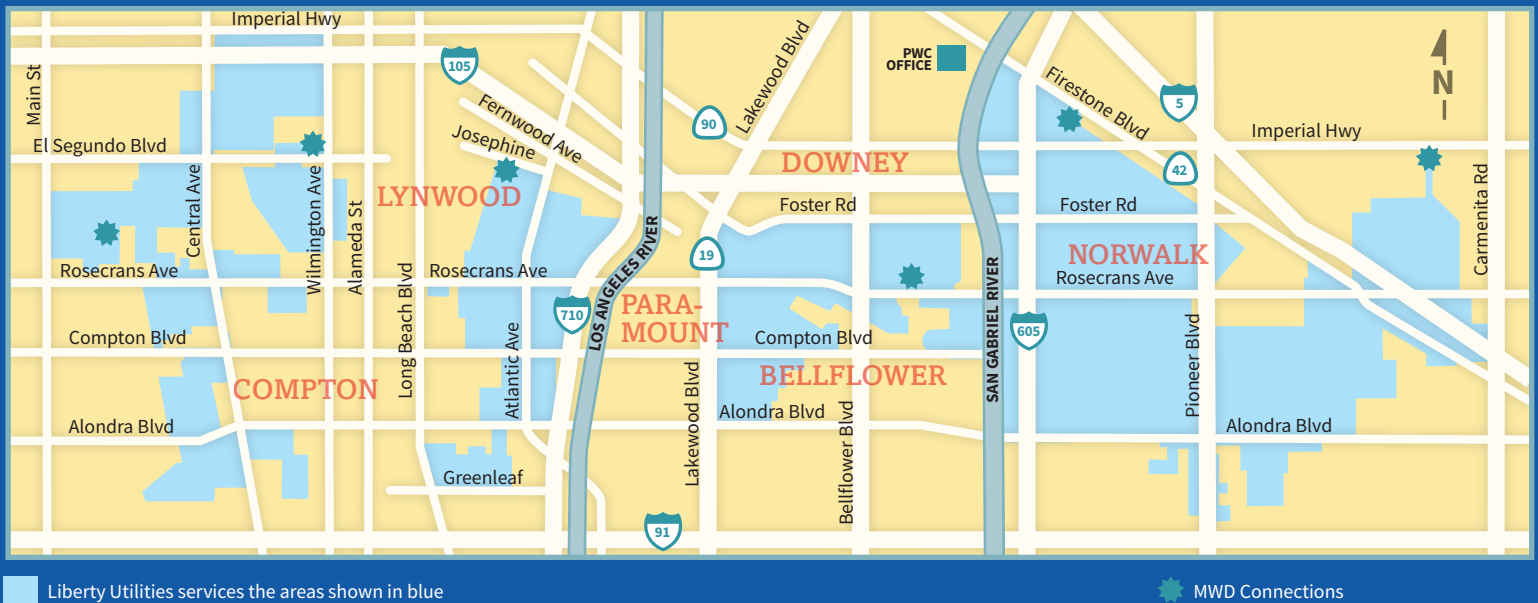 Imperial Hwy
105
Main St
El Segundo Blvd
Central Ave
Wilmington Ave
Alameda St
Fernwood Ave
Josephine
LYNWOOD
Rosecrans Ave
Rosecrans Ave
Long Beach Blvd
Compton Blvd
COMPTON
Atlantic Ave
Alondra Blvd
Greenleaf
710
LOS ANGELES RIVER
90
Lakewood Blvd
PWC
OFFICE
DOWNEY
Foster Rd
19
PARA-
MOUNT
Compton Blvd
BELLFLOWER
Lakewood Blvd
Alondra Blvd
Bellflower Blvd
91
SAN GABRIEL RIVER
605
Firestone Blvd
5
42
Imperial Hwy
N
Foster Rd
NORWALK
Rosecrans Ave
Carmenita Rd
Pioneer Blvd
Alondra Blvd
Liberty Utilities services the areas shown in blue
MWD Connections